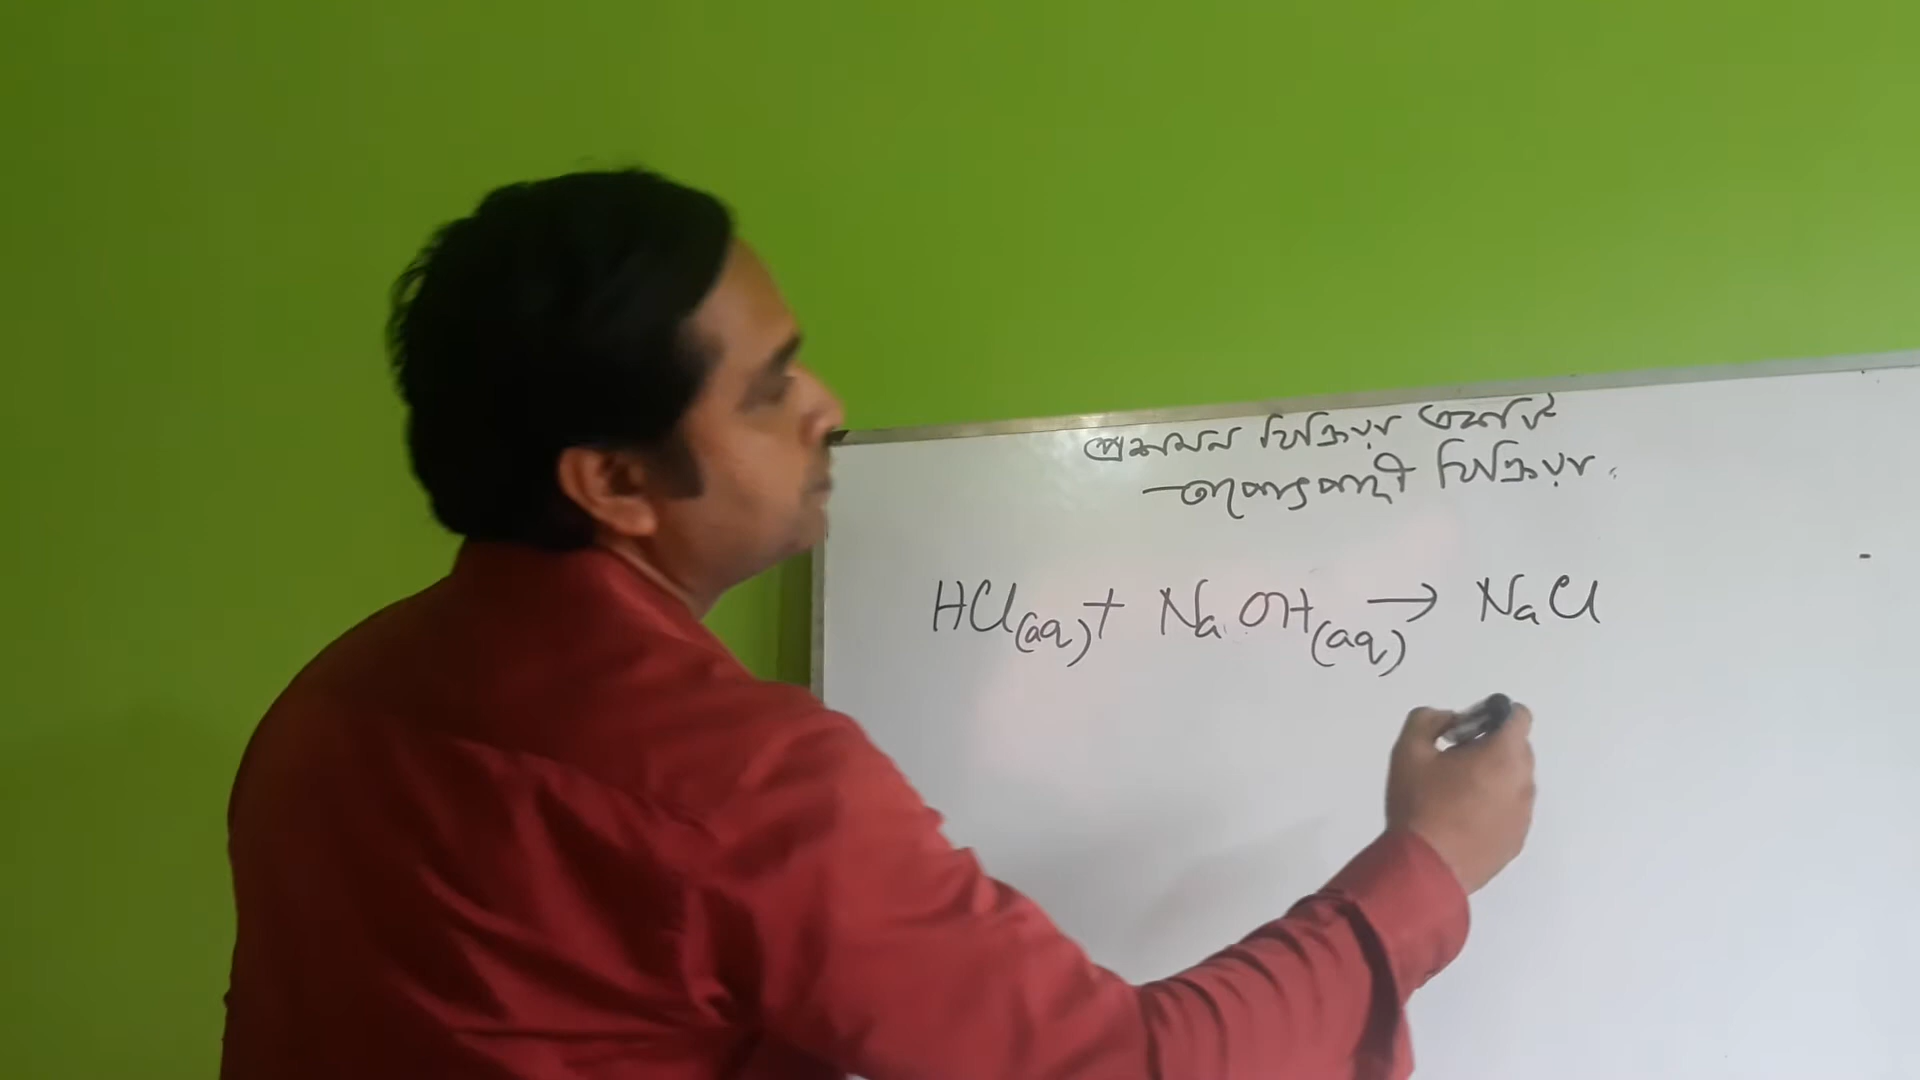 প্রশমন বিক্রিয়া একটি
তাপোৎপাদী বিক্রিয়া
HCl(aq) + NaOH(aq) → NaCl